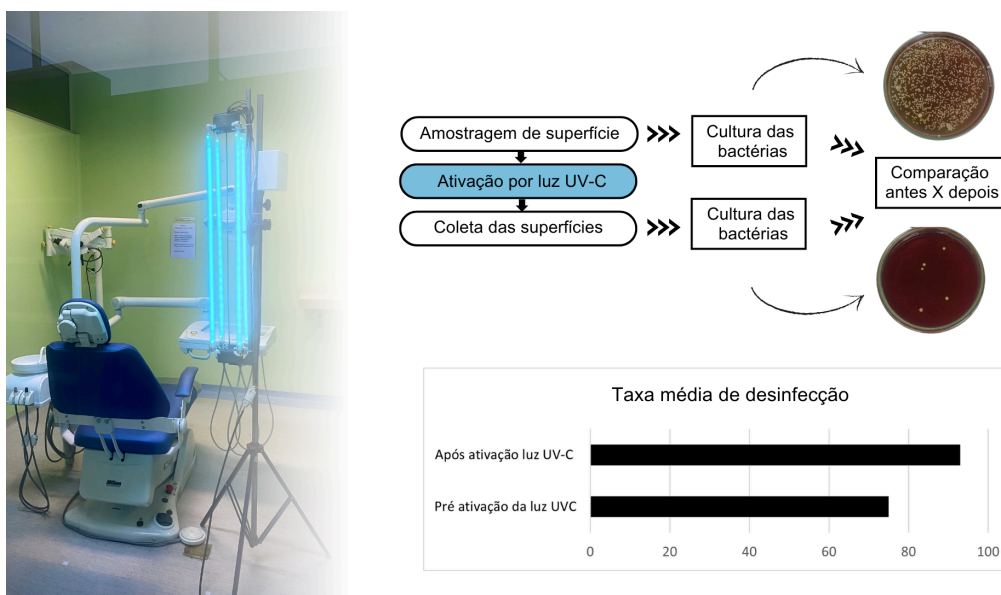 Amostragem de superfície
Ativação por luz UV-C
Coleta das superfícies
Cultura das
bactérias
Cultura das
bactérias
Comparação
antes X depois
Taxa média de desinfecção
Após ativação luz UV-C
Pré ativação da luz UVC
0 20 40 60 80 100